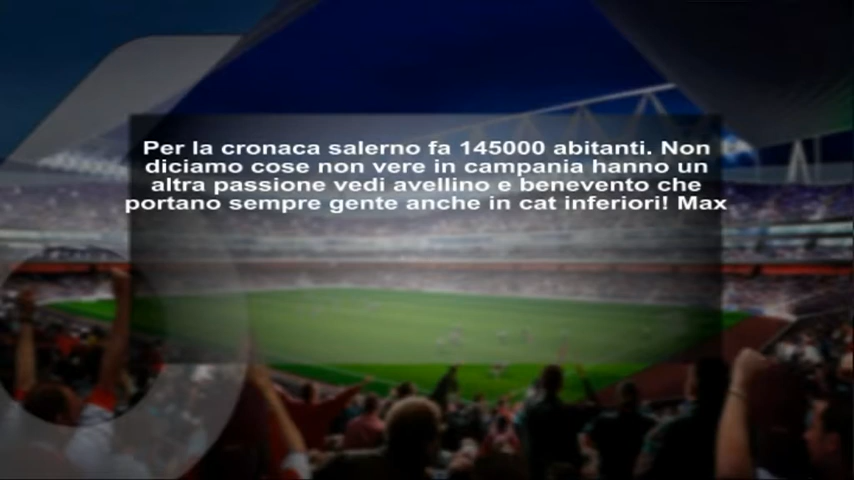 Per la cronaca salerno fa 145000 abitanti. Non
diciamo cose non vere in campania hanno un
altra passione vedi avellino e benevento che
portano sempre gente anche in cat inferiori! Max